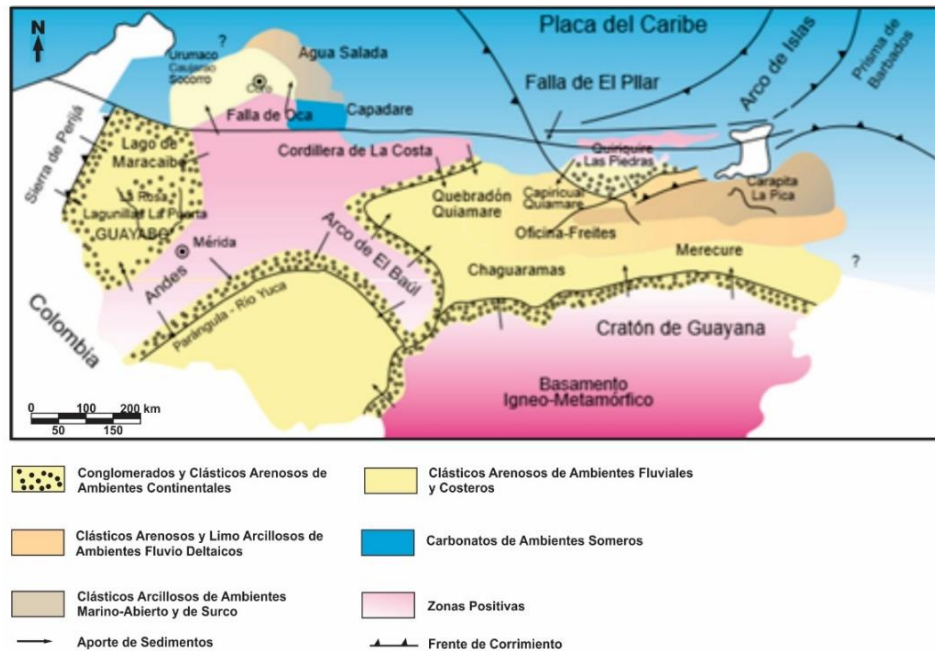 N
Placa del Caribe
Urumaco
Caujarao
Socorro
?
Agua Salada
Coro
Falla de Oca
Capadare
Falla de El PIlar
Arco de Islas
Prisma de
Barbados
Sierra de Perijá
Lago de
Maracaibo
Cordillera de La Costa
Quiriquire
Las Piedras
La Rosa
Lagunillas La Puerta
GUAYABO
Quebradón
Quiamare
Capiricual
Quiamare
Carapita
La Pica
Oficina-Freites
Mérida
Andes
Arco de El Baúl
Chaguaramas
Merecure
?
Parángula - Río Yuca
Colombia
Cratón de Guayana
Basamento
Igneo-Metamórfico
0 100 200 km
50 150
Conglomerados y Clásticos Arenosos de
Ambientes Continentales
Clásticos Arenosos de Ambientes Fluviales
y Costeros
Clásticos Arenosos y Limo Arcillosos de
Ambientes Fluvio Deltaicos
Carbonatos de Ambientes Someros
Clásticos Arcillosos de Ambientes
Marino-Abierto y de Surco
Zonas Positivas
Aporte de Sedimentos
Frente de Corrimiento